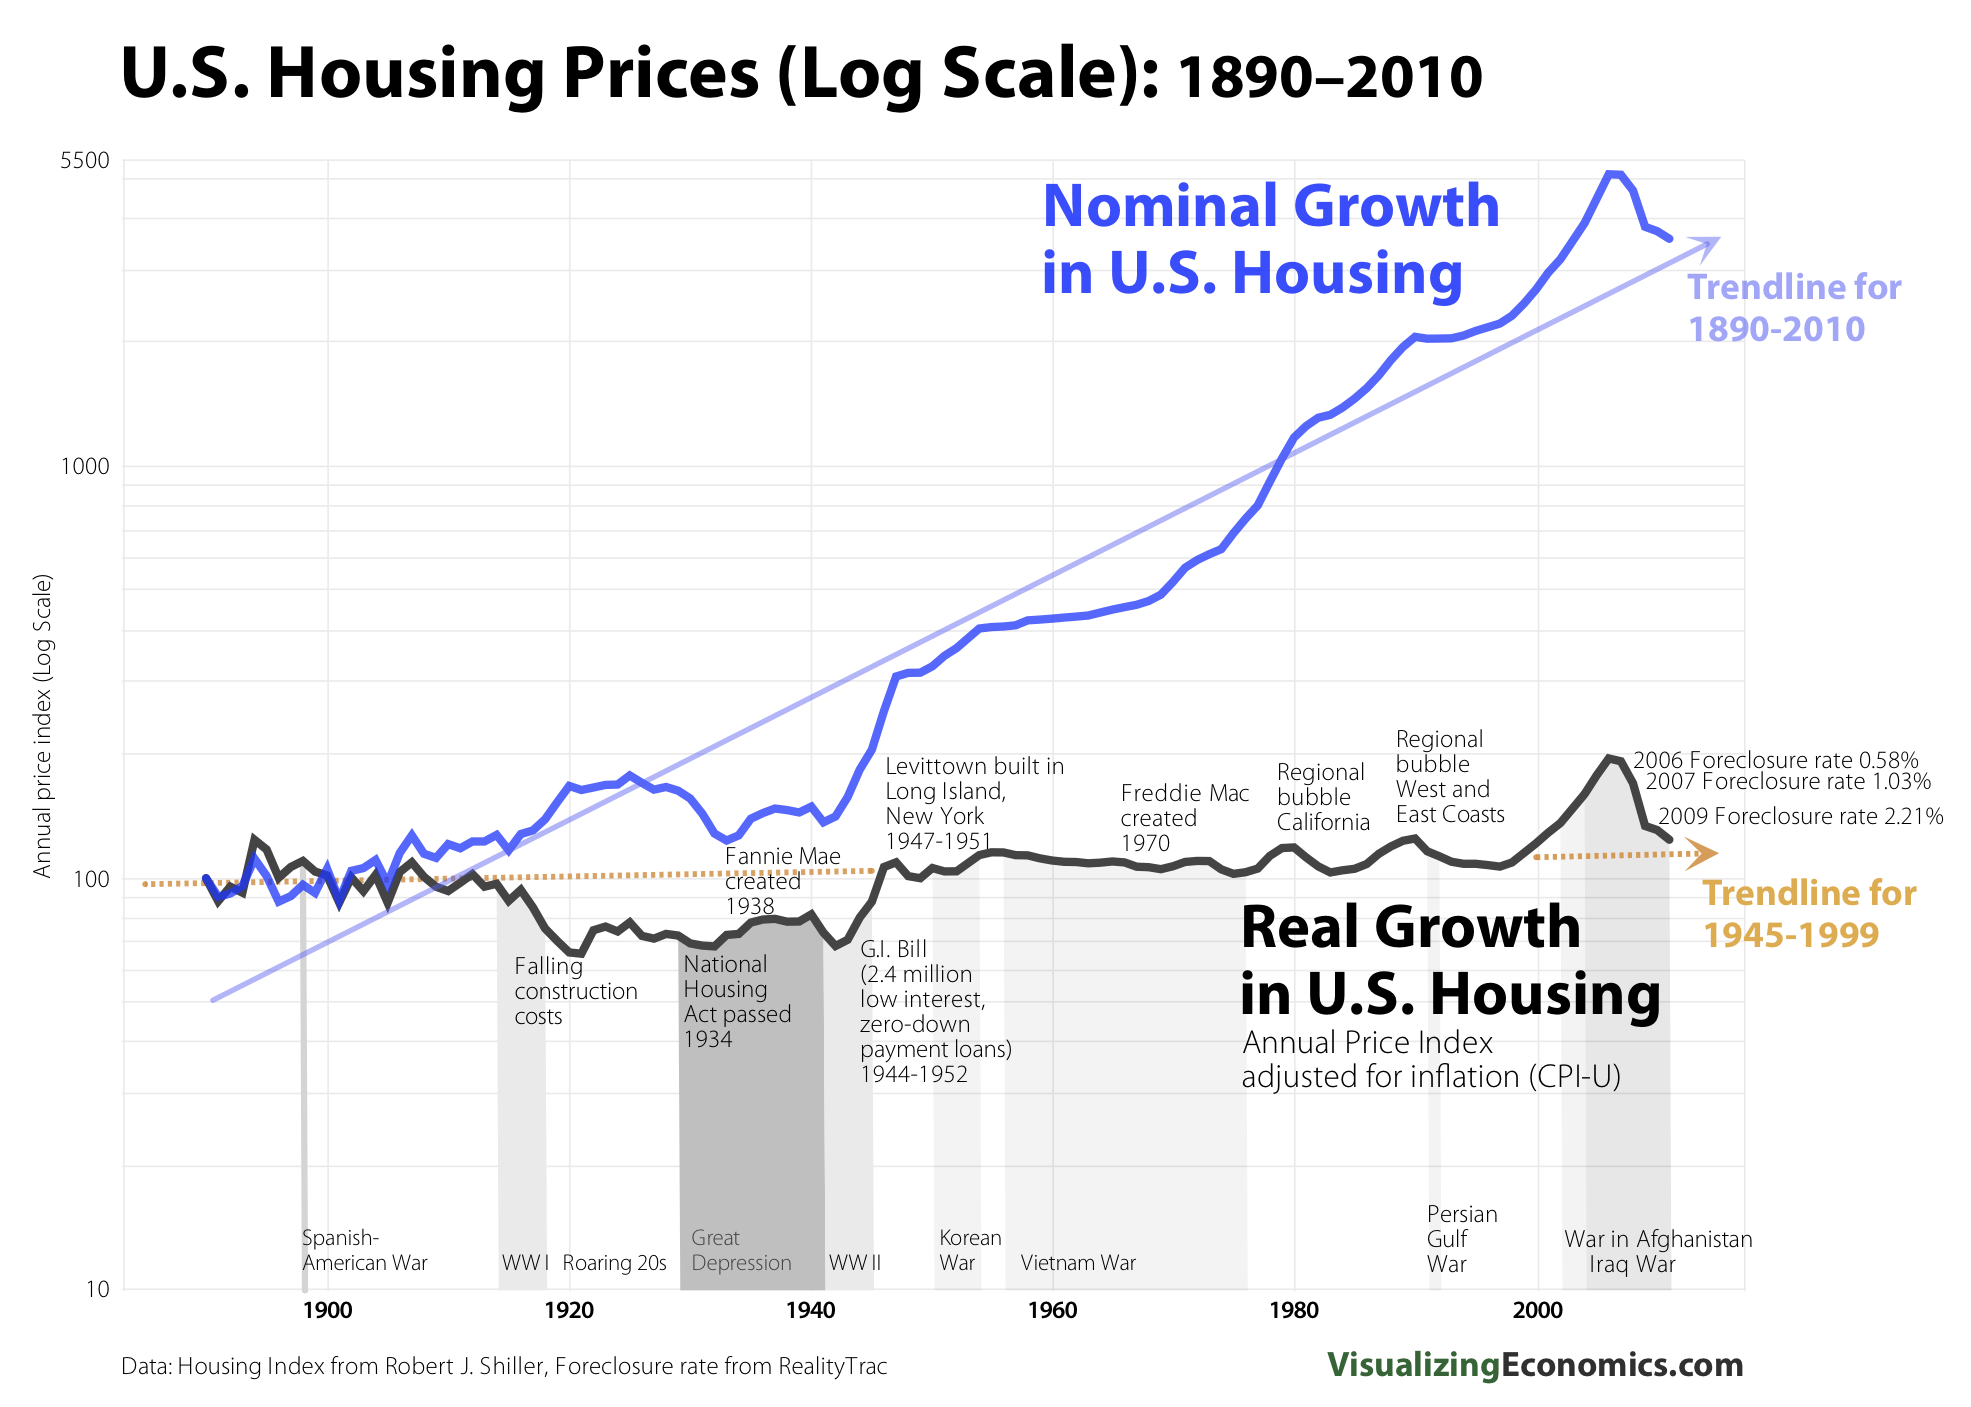 U.S. Housing Prices (Log Scale): 1890–2010
5500
1000
100
10
Annual price index (Log Scale)
Nominal Growth
in U.S. Housing
Trendline for
1890-2010
Regional
bubble
West and
East Coasts
Regional
bubble
California
Freddie Mac
created
1970
Levittown built in
Long Island,
New York
1947-1951
2006 Foreclosure rate 0.58%
2007 Foreclosure rate 1.03%
2009 Foreclosure rate 2.21%
Fannie Mae
created
1938
Trendline for
1945-1999
Real Growth
in U.S. Housing
Annual Price Index
adjusted for inflation (CPI-U)
Falling
construction
costs
National
Housing
Act passed
1934
G.I. Bill
(2.4 million
low interest,
zero-down
payment loans)
1944-1952
Spanish-
American War
WW I
Roaring 20s
Great
Depression
WW II
Korean
War
Vietnam War
Persian
Gulf
War
War in Afghanistan
Iraq War
1900
1920
1940
1960
1980
2000
Data: Housing Index from Robert J. Shiller, Foreclosure rate from RealityTrac
VisualizingEconomics.com